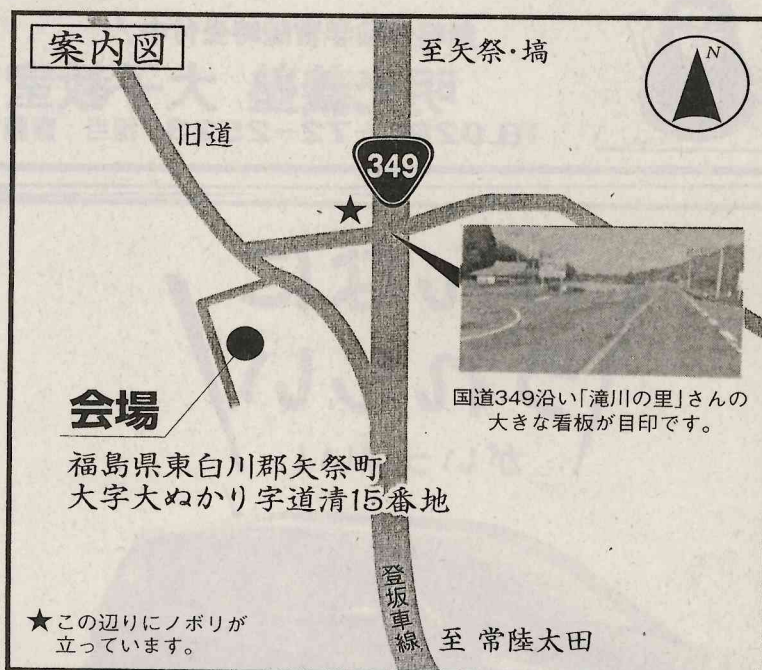 案内図
至矢祭・塙
N
旧道
349
国道349沿い「滝川の里」さんの
大きな看板が目印です。
会場
福島県東白川郡矢祭町
大字大ぬかり字道清15番地
登坂車線
★この辺りにノボリが
立っています。
至 常陸太田